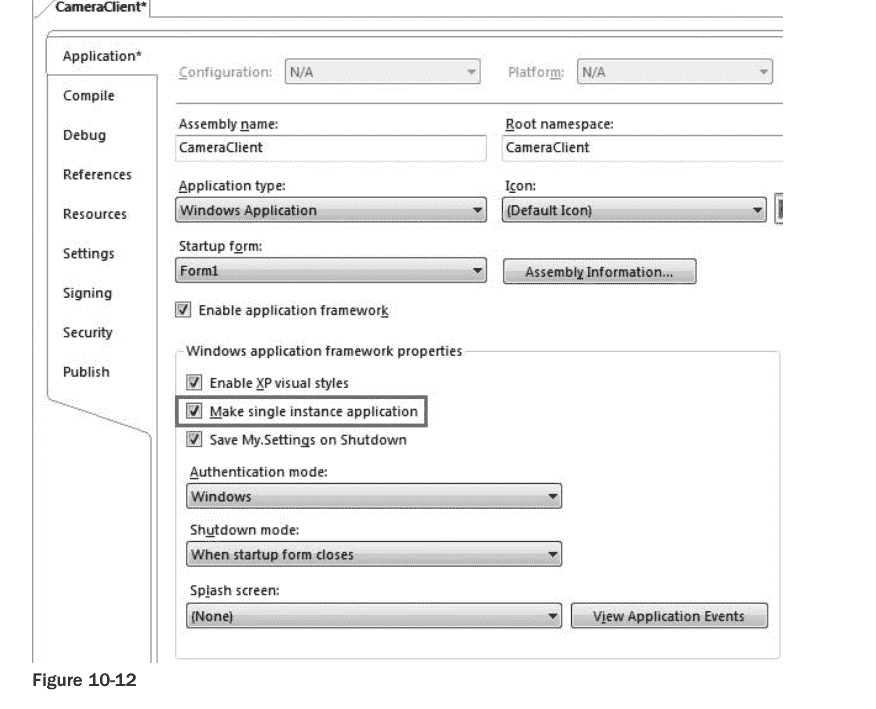 CameraClient*
Application*
Compile
Debug
References
Resources
Settings
Signing
Security
Publish
Configuration: N/A Platform: N/A
Assembly name: Root namespace:
CameraClient CameraClient
Application type: Icon:
Windows Application (Default Icon)
Startup form:
Form1 Assembly Information...
Enable application framework
Windows application framework properties
Enable XP visual styles
Make single instance application
Save My.Settings on Shutdown
Authentication mode:
Windows
Shutdown mode:
When startup form closes
Splash screen:
(None) View Application Events
Figure 10-12